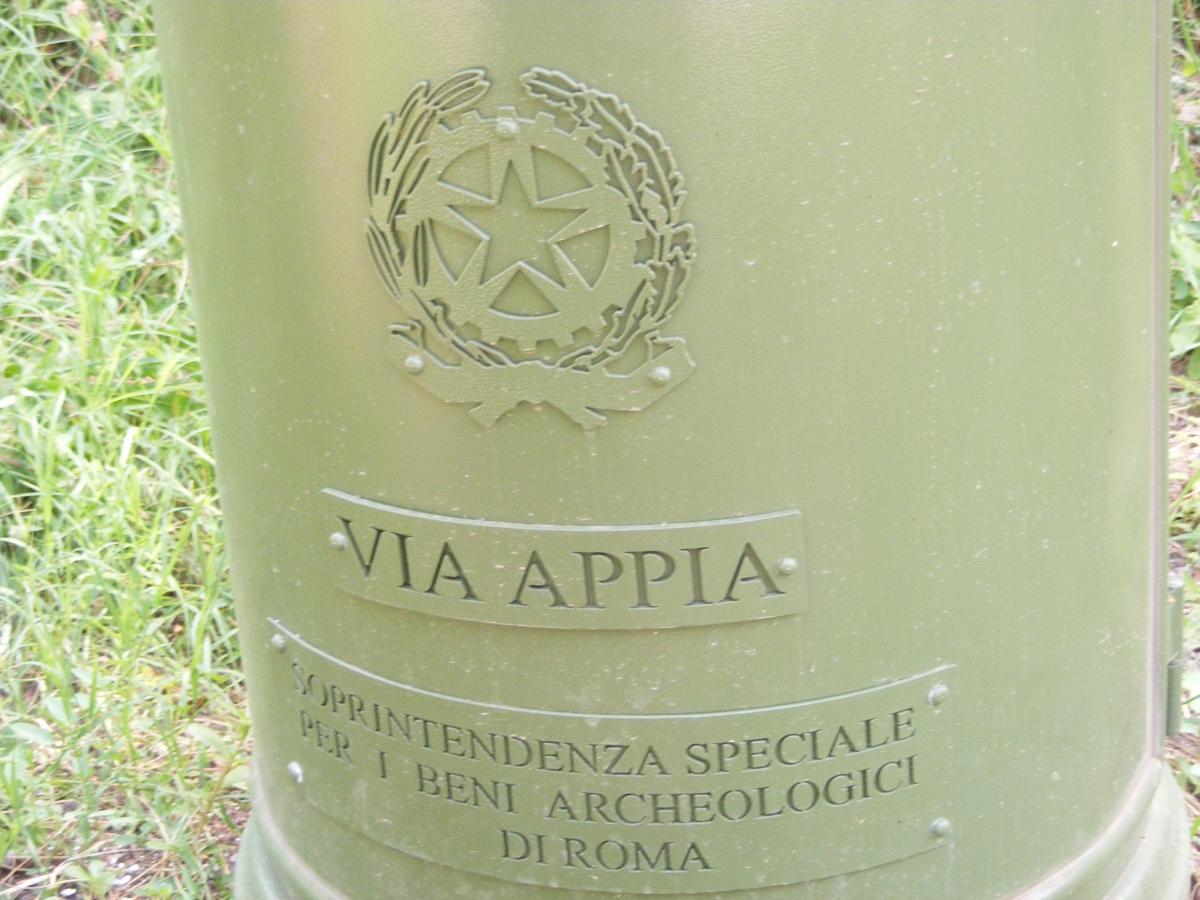 VIA APPIA
SOPRINTENDENZA SPECIALE
PER I BENI ARCHEOLOGICI
DI ROMA